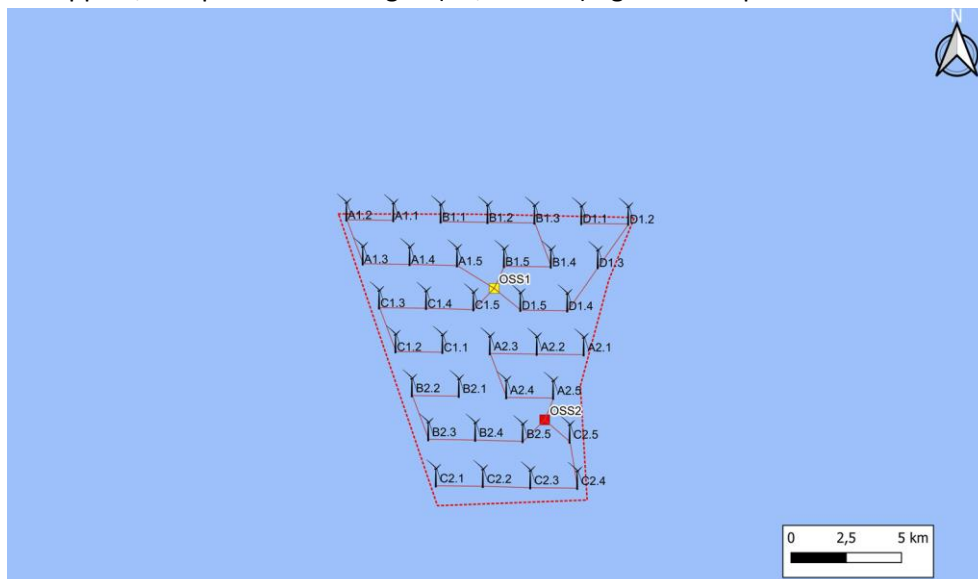 N
A1.2 A1.1 B1.1 B1.2 B1.3 D1.1 D1.2
A1.3 A1.4 A1.5 B1.5 B1.4 D1.3
OSS1
C1.3 C1.4 C1.5 D1.5 D1.4
C1.2 C1.1 A2.3 A2.2 A2.1
B2.2 B2.1 A2.4 A2.5
OSS2
B2.3 B2.4 B2.5 C2.5
C2.1 C2.2 C2.3 C2.4
0 2,5 5 km